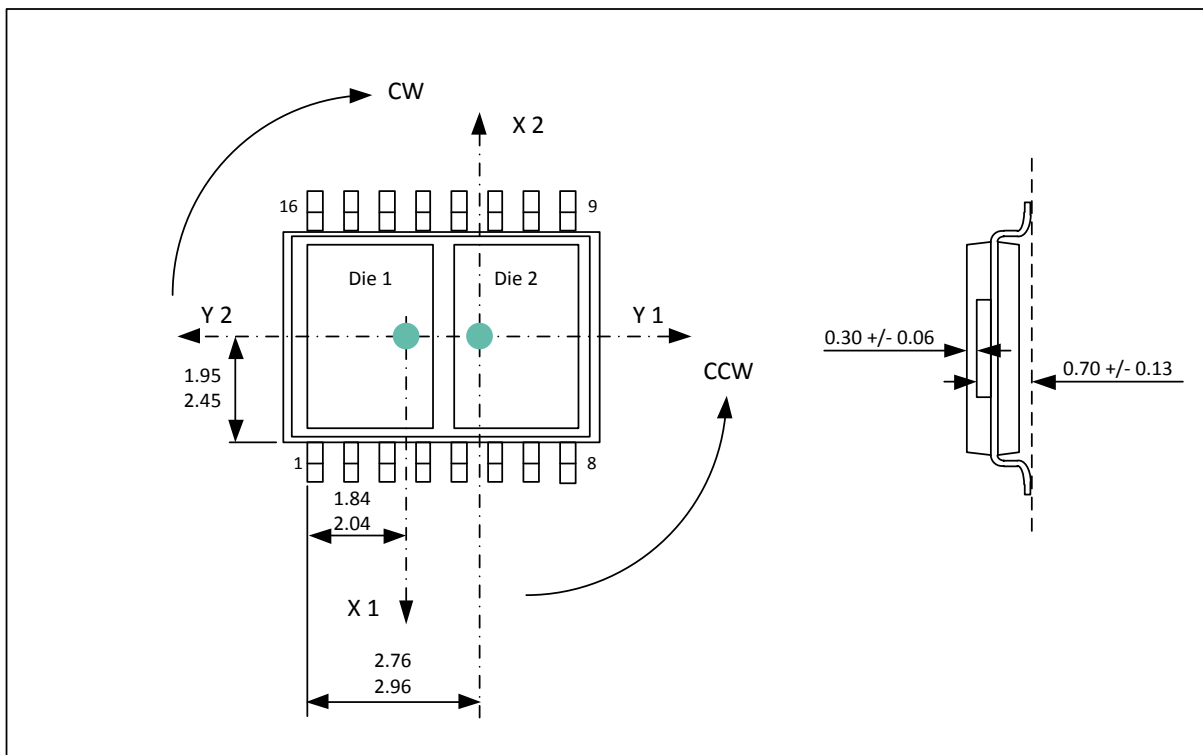 CW
X 2
16
9
Die 1
Die 2
Y 2
Y 1
0.30 +/- 0.06
0.70 +/- 0.13
CCW
1.95
2.45
1
8
1.84
2.04
X 1
2.76
2.96